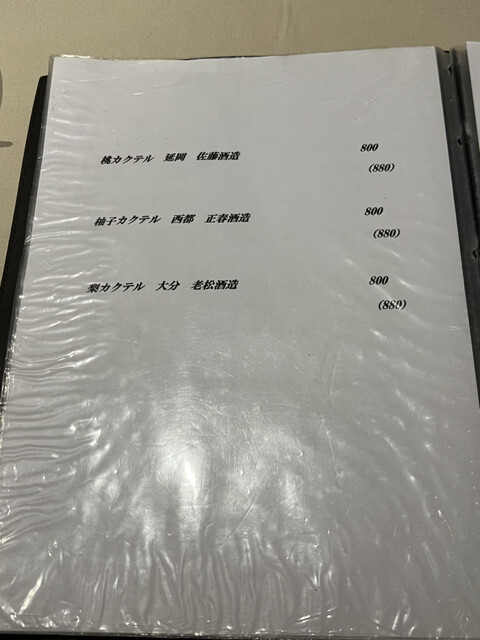 桃カクテル 延岡 佐藤酒造 800
(880)
柚子カクテル 西都 正春酒造 800
(880)
梨カクテル 大分 老松酒造 800
(880)